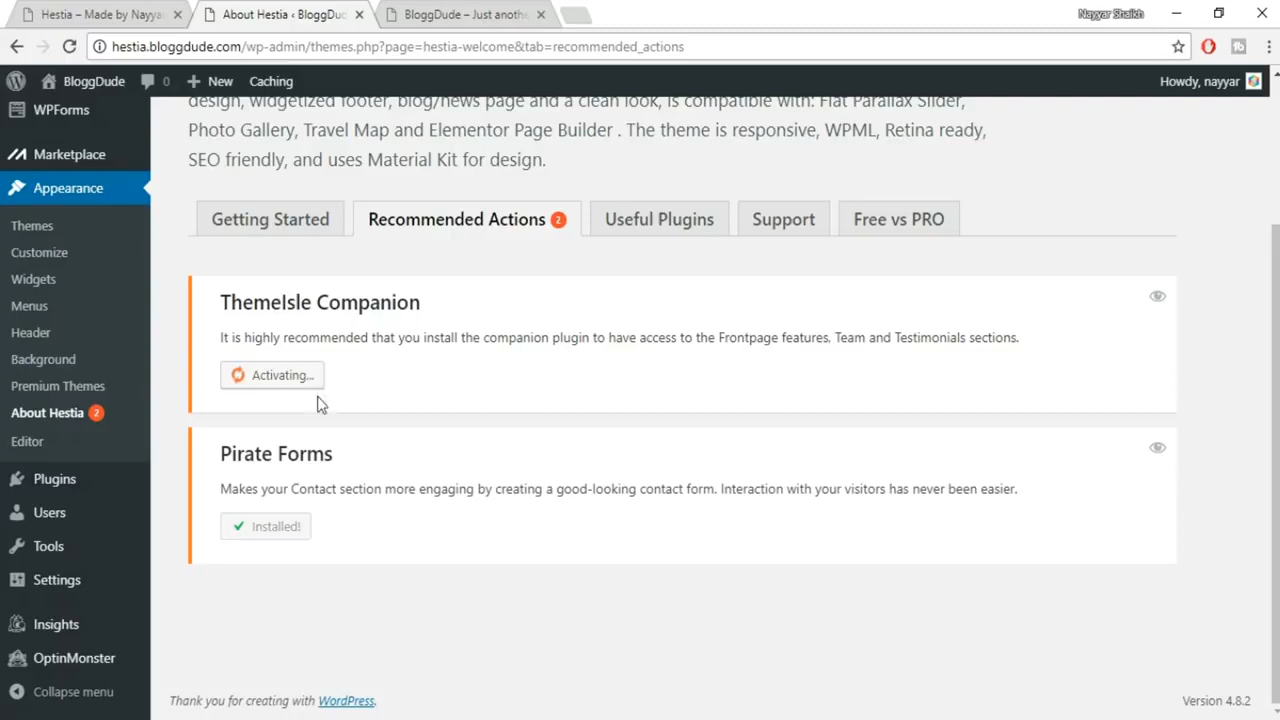 Hestia – Made by Nayya
About Hestia ‹ BloggDud
BloggDude – Just anothe
Nayyar Shaikh
hestia.bloggdude.com/wp-admin/themes.php?page=hestia-welcome&tab=recommended_actions
BloggDude
0
New
Caching
Howdy, nayyar
WPForms
Marketplace
Appearance
Themes
Customize
Widgets
Menus
Header
Background
Premium Themes
About Hestia 2
Editor
Plugins
Users
Tools
Settings
Insights
OptinMonster
Collapse menu
design, widgetized footer, blog/news page and a clean look, is compatible with: Flat Parallax Slider,
Photo Gallery, Travel Map and Elementor Page Builder . The theme is responsive, WPML, Retina ready,
SEO friendly, and uses Material Kit for design.
Getting Started
Recommended Actions 2
Useful Plugins
Support
Free vs PRO
ThemeIsle Companion
It is highly recommended that you install the companion plugin to have access to the Frontpage features, Team and Testimonials sections.
Activating...
Pirate Forms
Makes your Contact section more engaging by creating a good-looking contact form. Interaction with your visitors has never been easier.
Installed!
Thank you for creating with WordPress.
Version 4.8.2